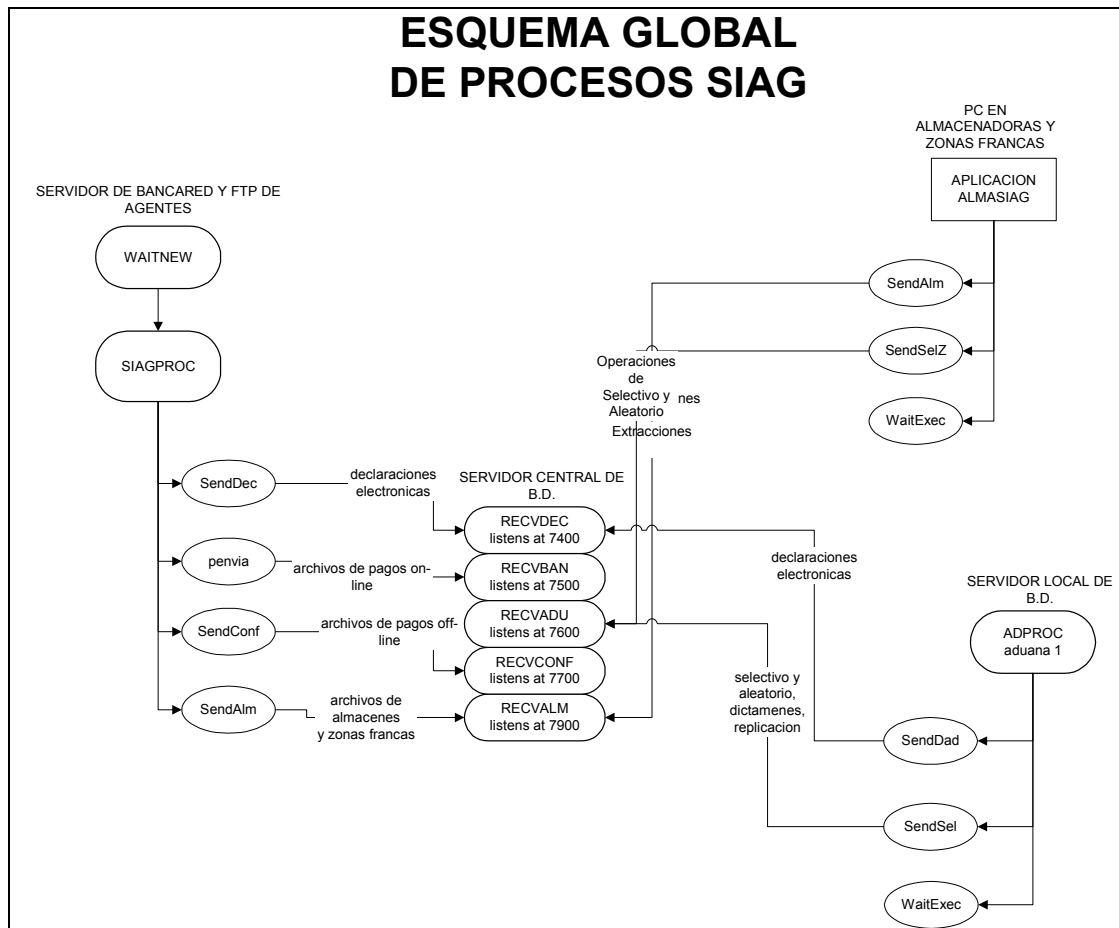 ESQUEMA GLOBAL
DE PROCESOS SIAG
PC EN
ALMACENADORAS Y
ZONAS FRANCAS
APLICACION
ALMASIAG
SERVIDOR DE BANCARED Y FTP DE
AGENTES
WAITNEW
SIAGPROC
SendAlm
SendSelZ
WaitExec
Operaciones
de
Selectivo y
Aleatorio
nes
Extracciones
SendDec
declaraciones
electronicas
penvia
archivos de pagos on-
line
SendConf
archivos de pagos off-
line
SendAlm
archivos de
almacenes
y zonas francas
SERVIDOR CENTRAL DE
B.D.
RECVDEC
listens at 7400
RECVBAN
listens at 7500
RECVADU
listens at 7600
RECVCONF
listens at 7700
RECVALM
listens at 7900
declaraciones
electronicas
selectivo y
aleatorio,
dictamenes,
replicacion
SERVIDOR LOCAL DE
B.D.
ADPROC
aduana 1
SendDad
SendSel
WaitExec